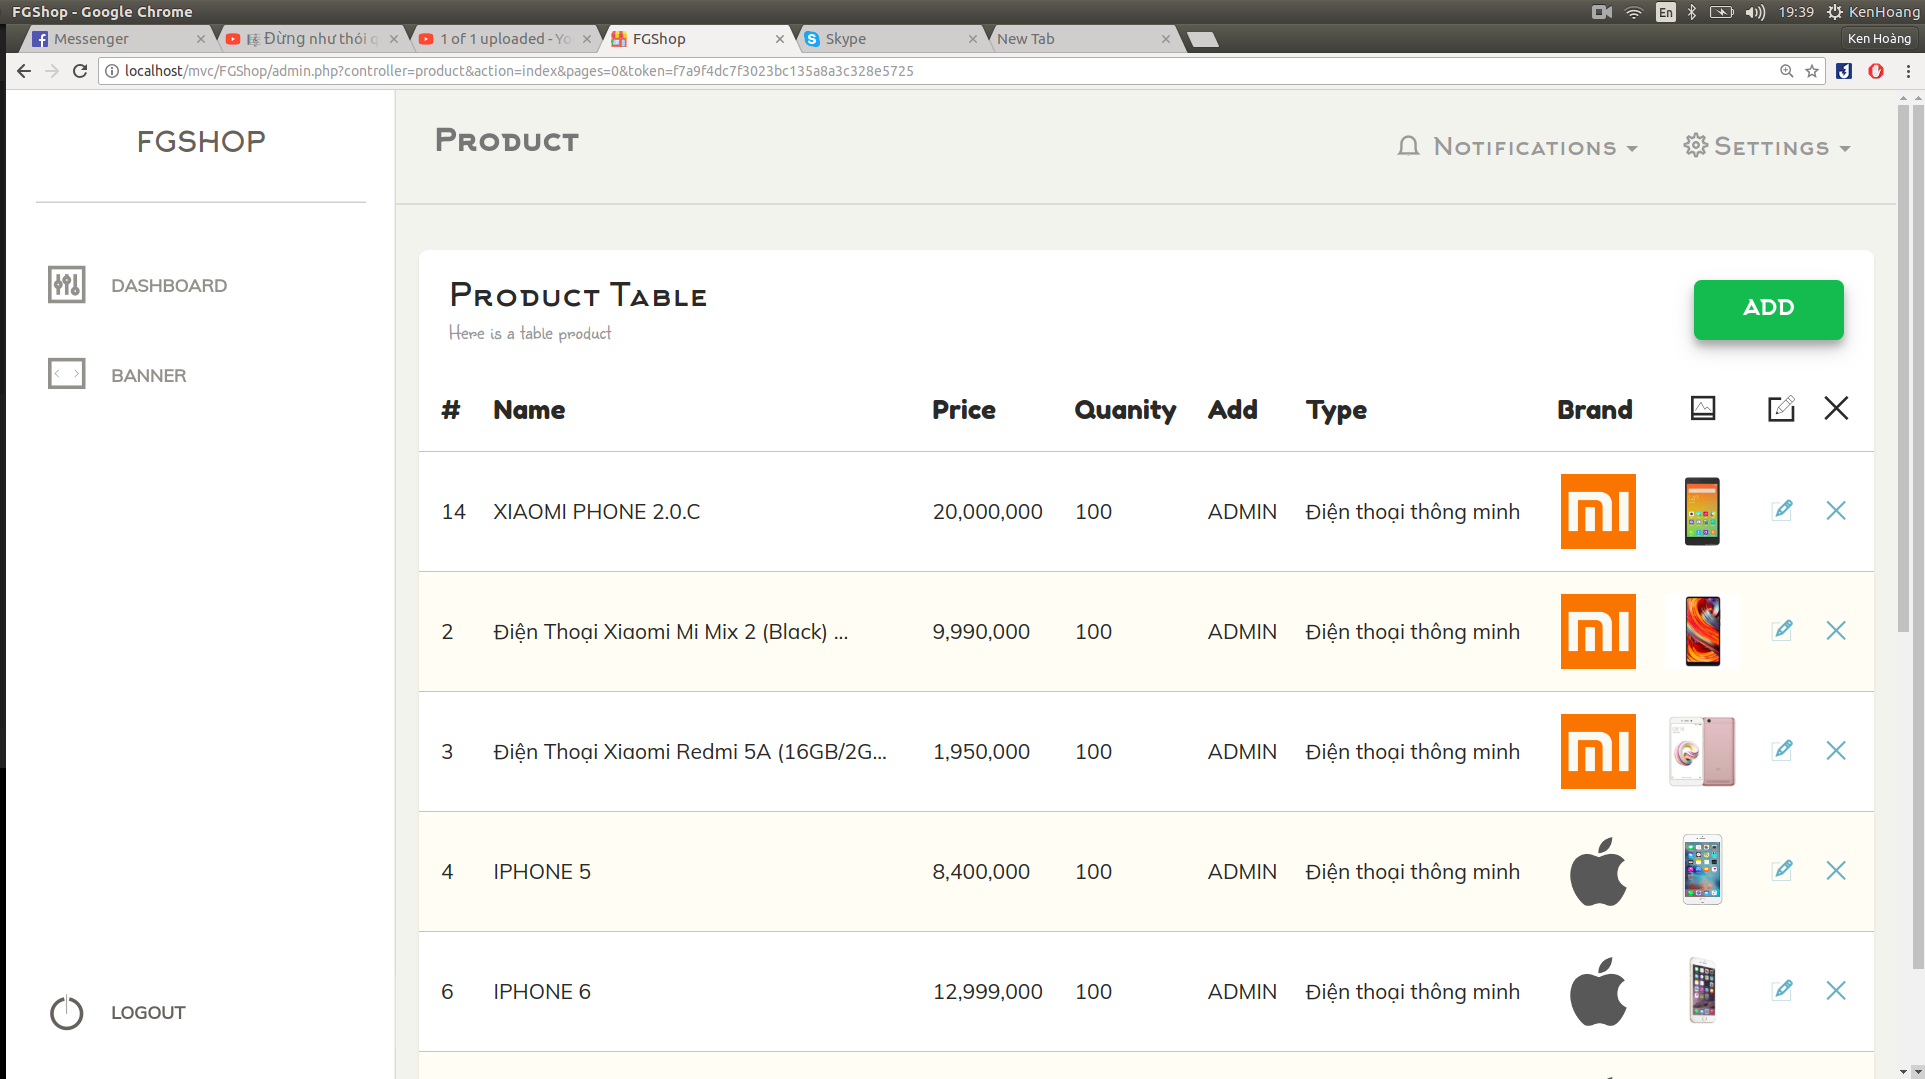 FGShop - Google Chrome
En 19:39 KenHoang
Messenger
Đừng như thói q
1 of 1 uploaded - Yo
FGShop
Skype
New Tab
Ken Hoàng
localhost/mvc/FGShop/admin.php?controller=product&action=index&pages=0&token=f7a9f4dc7f3023bc135a8a3c328e5725
FGSHOP
DASHBOARD
BANNER
LOGOUT
PRODUCT
NOTIFICATIONS
SETTINGS
PRODUCT TABLE
Here is a table product
ADD
# Name Price Quanity Add Type Brand
14 XIAOMI PHONE 2.0.C 20,000,000 100 ADMIN Điện thoại thông minh
2 Điện Thoại Xiaomi Mi Mix 2 (Black) ... 9,990,000 100 ADMIN Điện thoại thông minh
3 Điện Thoại Xiaomi Redmi 5A (16GB/2G... 1,950,000 100 ADMIN Điện thoại thông minh
4 IPHONE 5 8,400,000 100 ADMIN Điện thoại thông minh
6 IPHONE 6 12,999,000 100 ADMIN Điện thoại thông minh